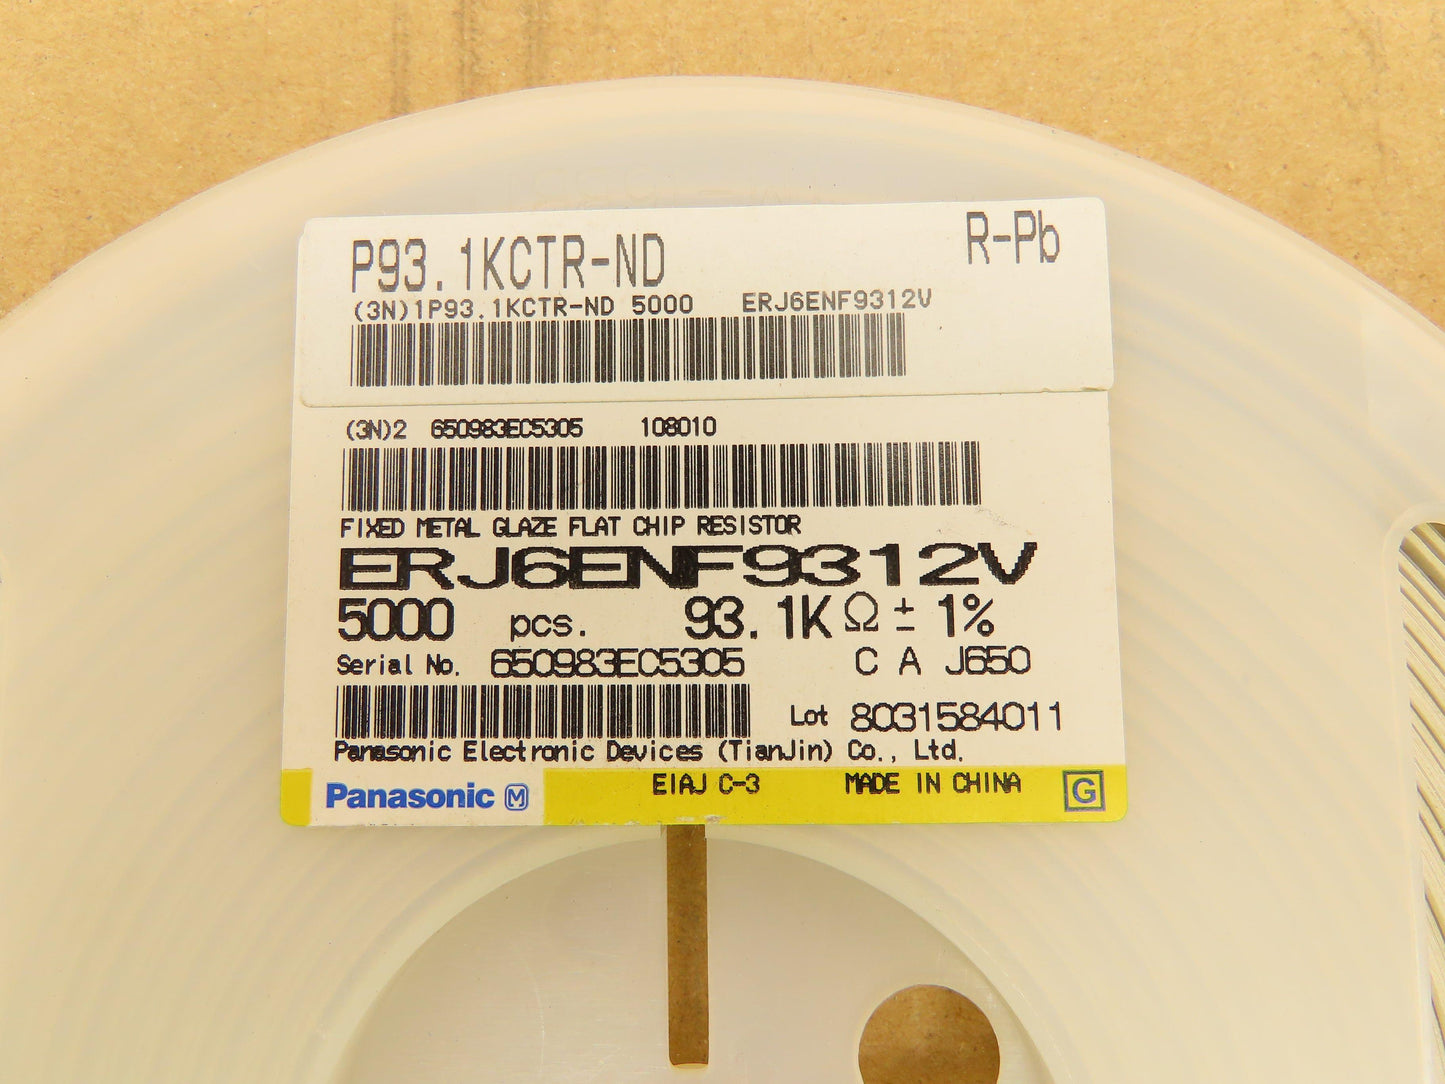 P93.1KCTR-ND R-Pb
(3N)1P93.1KCTR-ND 5000 ERJ6ENF9312V
(3N)2 650983EC5305 108010
FIXED METAL GLAZE FLAT CHIP RESISTOR
ERJ6ENF9312V
5000 pcs. 93.1KΩ ± 1%
Serial No. 650983EC5305 C A J650
Lot 8031584011
Panasonic Electronic Devices (TianJin) Co., Ltd.
Panasonic M EIAJ C-3 MADE IN CHINA G